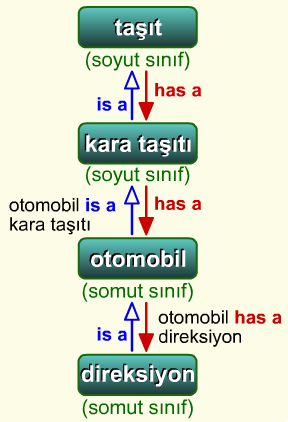 taşıt
(soyut sınıf)
is a
has a
kara taşıtı
(soyut sınıf)
otomobil is a
kara taşıtı
has a
otomobil
(somut sınıf)
is a
otomobil has a
direksiyon
direksiyon
(somut sınıf)